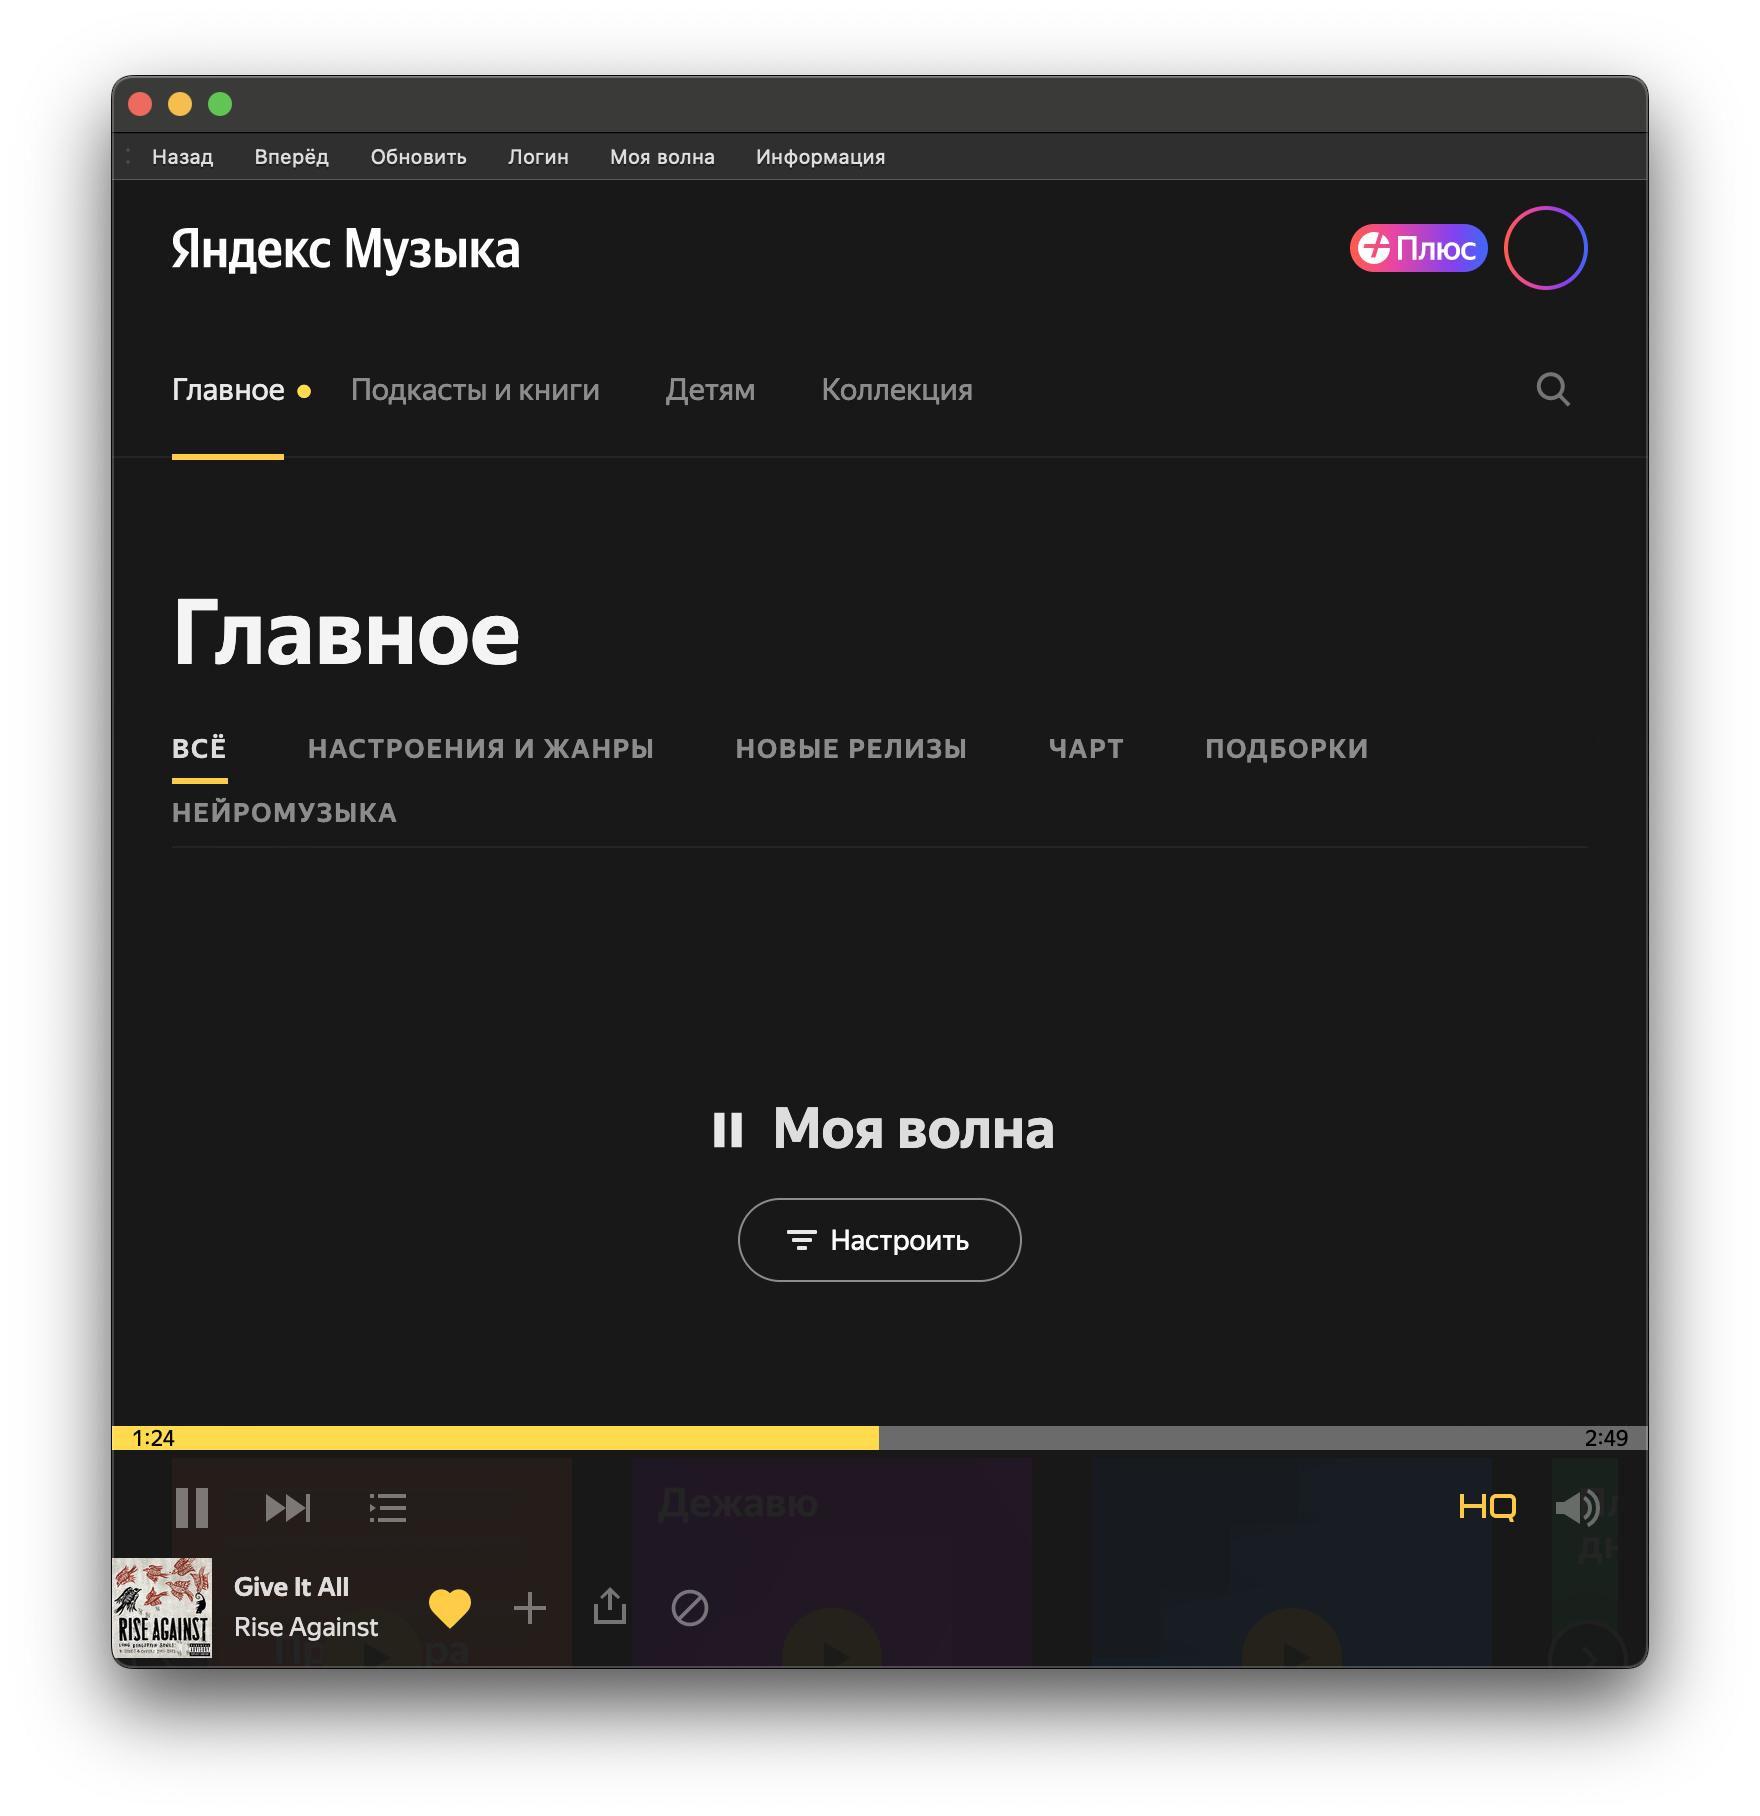 Назад Вперёд Обновить Логин Моя волна Информация
Яндекс Музыка
Плюс
Главное Подкасты и книги Детям Коллекция
Главное
ВСЁ НАСТРОЕНИЯ И ЖАНРЫ НОВЫЕ РЕЛИЗЫ ЧАРТ ПОДБОРКИ
НЕЙРОМУЗЫКА
Моя волна
Настроить
1:24 2:49
Дежавю
HQ
Give It All
Rise Against
RISE AGAINST